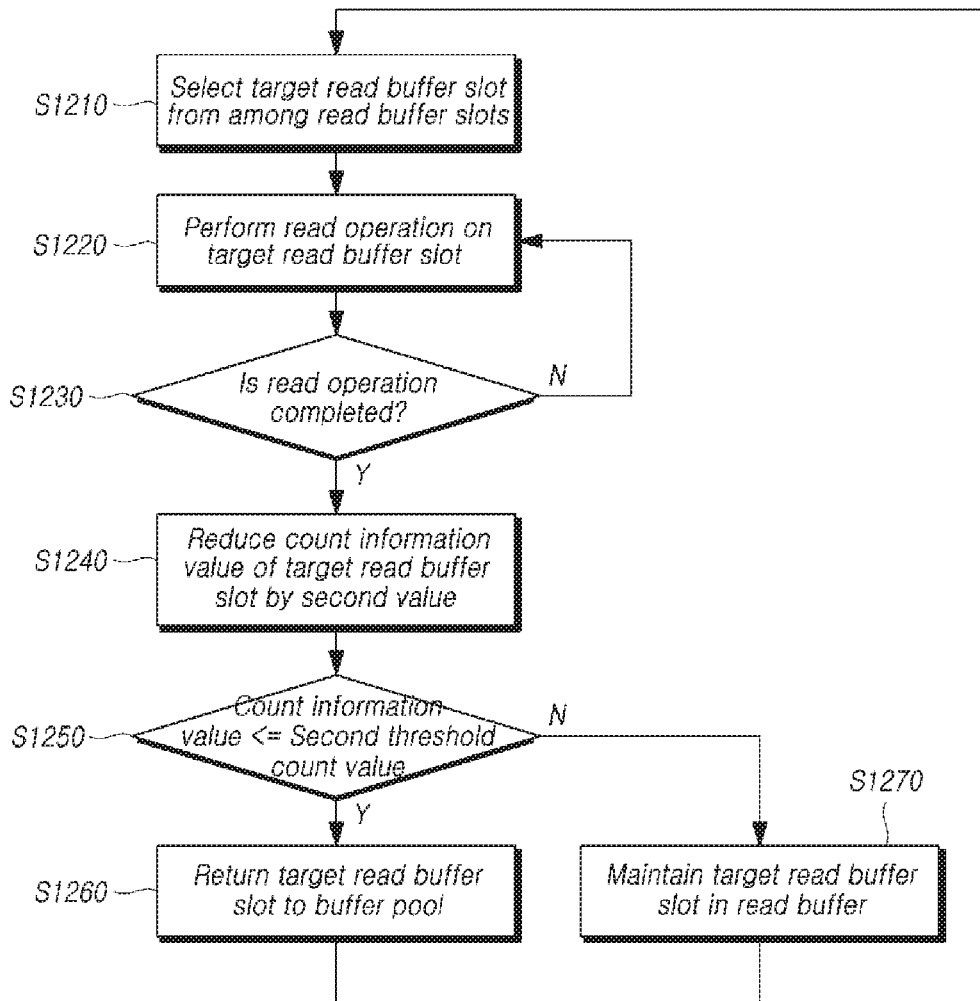 S1210
Select target read buffer slot
from among read buffer slots
S1220
Perform read operation on
target read buffer slot
S1230
Is read operation
completed?
N
Y
S1240
Reduce count information
value of target read buffer
slot by second value
S1250
Count information
value <= Second threshold
count value
N
Y
S1260
Return target read buffer
slot to buffer pool
S1270
Maintain target read buffer
slot in read buffer